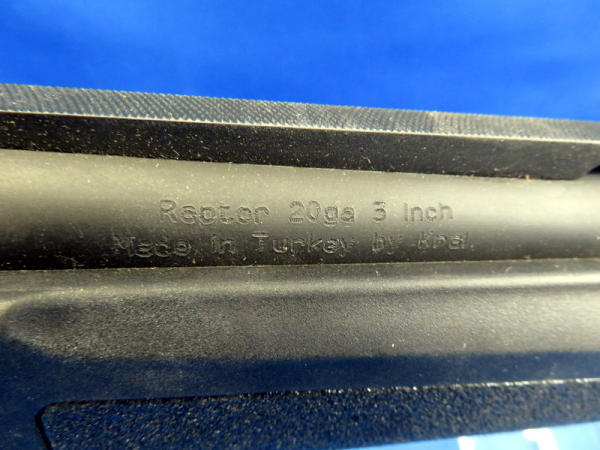 Raptor 20ga 3 inch
Made in Turkey by